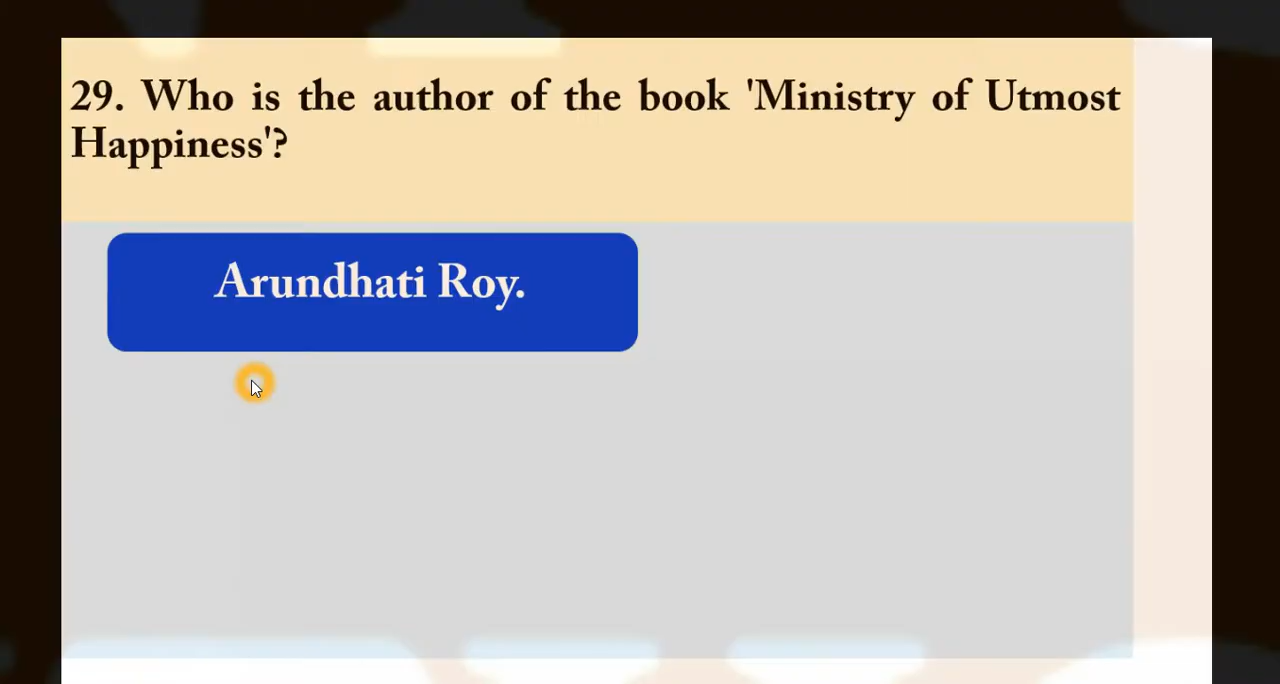 29. Who is the author of the book 'Ministry of Utmost
Happiness'?
Arundhati Roy.